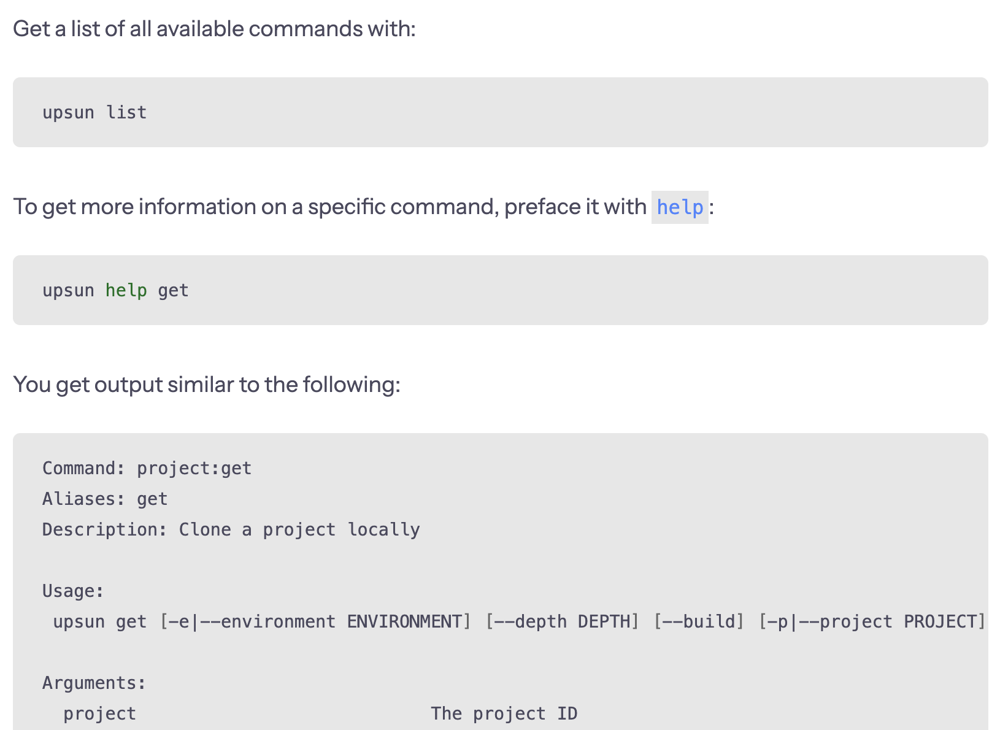 Get a list of all available commands with:
upsun list
To get more information on a specific command, preface it with help:
upsun help get
You get output similar to the following:
Command: project:get
Aliases: get
Description: Clone a project locally
Usage:
upsun get [-e|--environment ENVIRONMENT] [--depth DEPTH] [--build] [-p|--project PROJECT]
Arguments:
project The project ID